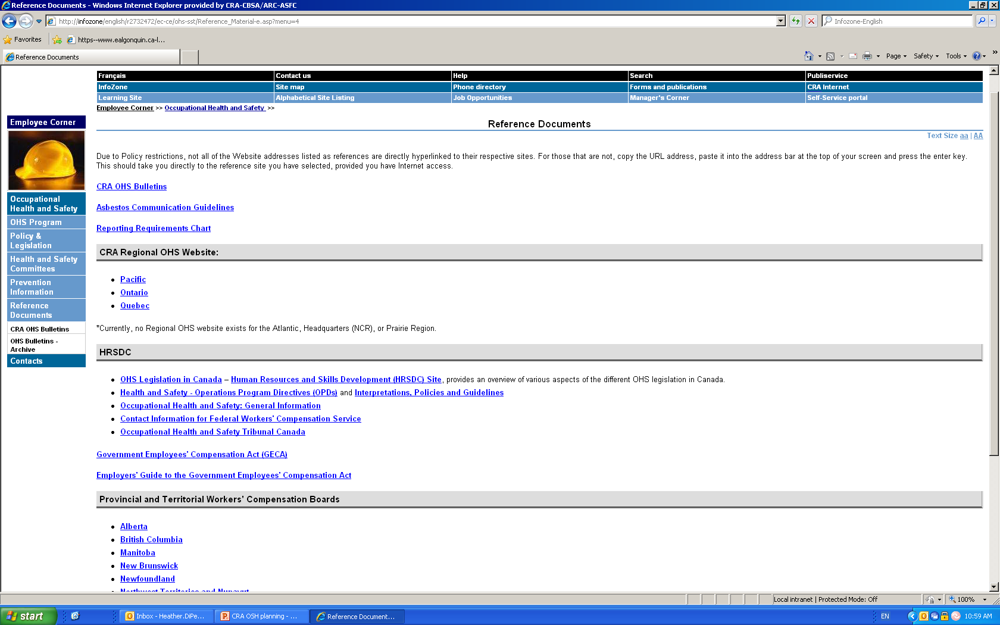 Reference Documents - Windows Internet Explorer provided by CRA-CBSA/ARC-ASFC
http://infozone/english/r2732472/ec-ce/ohs-sst/Reference_Material-e.asp?menu=4
Infozone-English
Favorites
https--www.ealgonquin.ca-l...
Reference Documents
Page
Safety
Tools
Français
Contact us
Help
Search
Publiservice
InfoZone
Site map
Phone directory
Forms and publications
CRA Internet
Learning Site
Alphabetical Site Listing
Job Opportunities
Manager's Corner
Self-Service portal
Employee Corner >> Occupational Health and Safety >>
Employee Corner
Occupational
Health and Safety
OHS Program
Policy &
Legislation
Health and Safety
Committees
Prevention
Information
Reference
Documents
CRA OHS Bulletins
OHS Bulletins -
Archive
Contacts
Reference Documents
Text Size aa | AA
Due to Policy restrictions, not all of the Website addresses listed as references are directly hyperlinked to their respective sites. For those that are not, copy the URL address, paste it into the address bar at the top of your screen and press the enter key.
This should take you directly to the reference site you have selected, provided you have Internet access.
CRA OHS Bulletins
Asbestos Communication Guidelines
Reporting Requirements Chart
CRA Regional OHS Website:
Pacific
Ontario
Quebec
*Currently, no Regional OHS website exists for the Atlantic, Headquarters (NCR), or Prairie Region.
HRSDC
OHS Legislation in Canada – Human Resources and Skills Development (HRSDC) Site, provides an overview of various aspects of the different OHS legislation in Canada.
Health and Safety - Operations Program Directives (OPDs) and Interpretations, Policies and Guidelines
Occupational Health and Safety: General Information
Contact Information for Federal Workers' Compensation Service
Occupational Health and Safety Tribunal Canada
Government Employees' Compensation Act (GECA)
Employers' Guide to the Government Employees' Compensation Act
Provincial and Territorial Workers' Compensation Boards
Alberta
British Columbia
Manitoba
New Brunswick
Newfoundland
Northwest Territories and Nunavut
Local intranet | Protected Mode: Off
100%
start
Inbox - Heather.DiPe...
CRA OSH planning - ...
Reference Document...
EN
10:59 AM